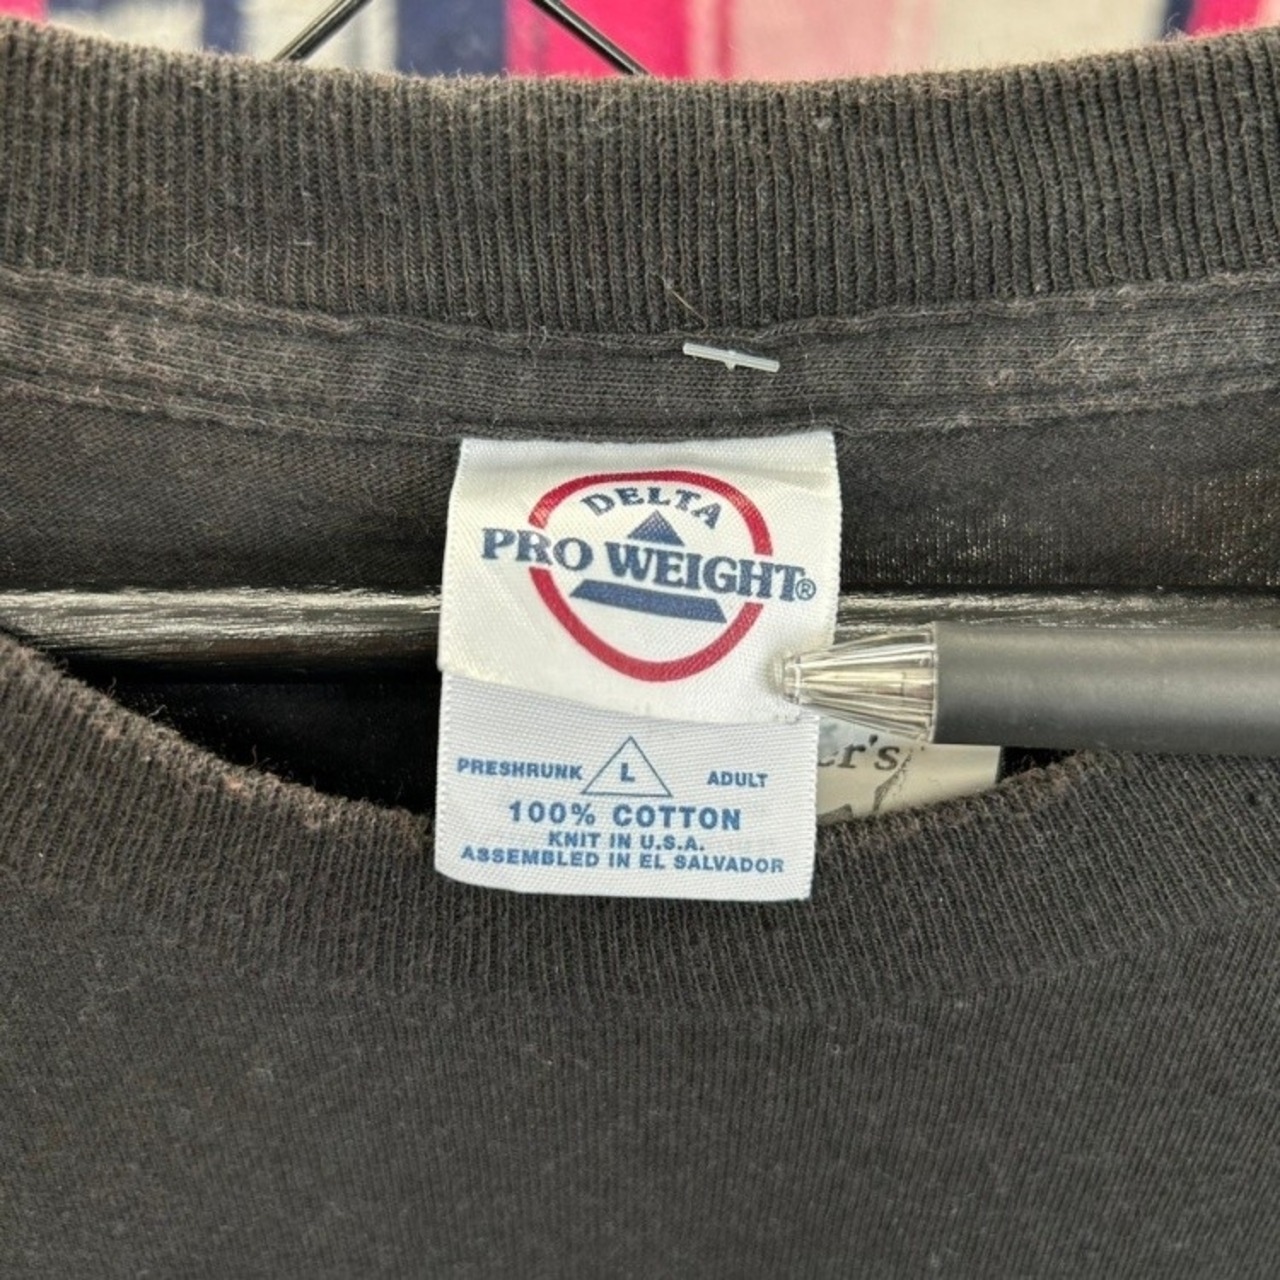 DELTA
PRO WEIGHT®
PRESHRUNK L ADULT
100% COTTON
KNIT IN U.S.A.
ASSEMBLED IN EL SALVADOR